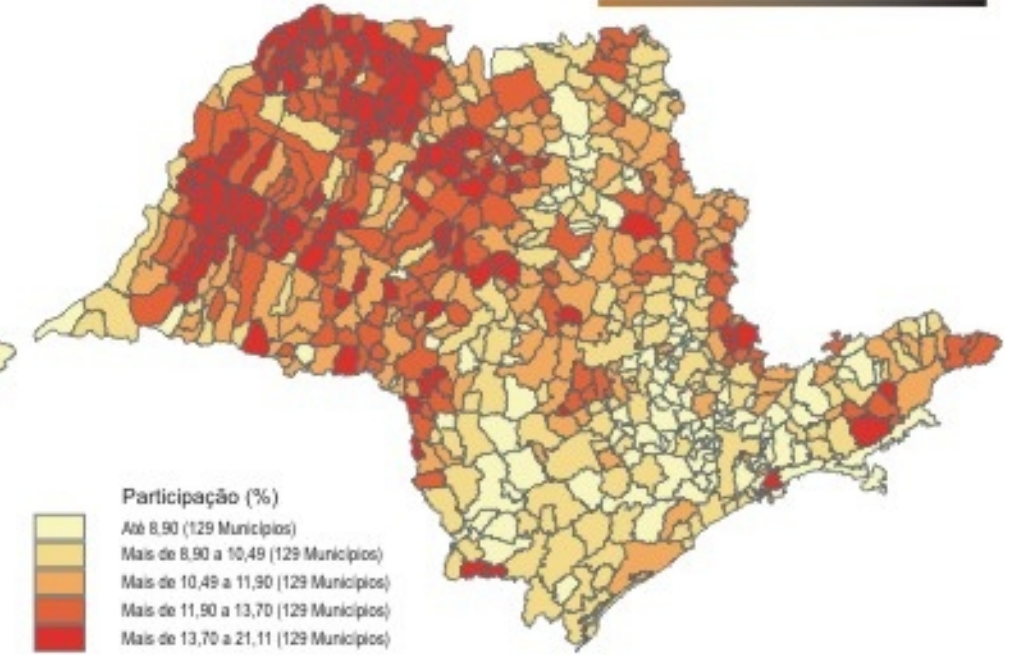 Participação (%)
Até 8,90 (129 Municípios)
Mais de 8,90 a 10,49 (129 Municípios)
Mais de 10,49 a 11,90 (129 Municípios)
Mais de 11,90 a 13,70 (129 Municípios)
Mais de 13,70 a 21,11 (129 Municípios)